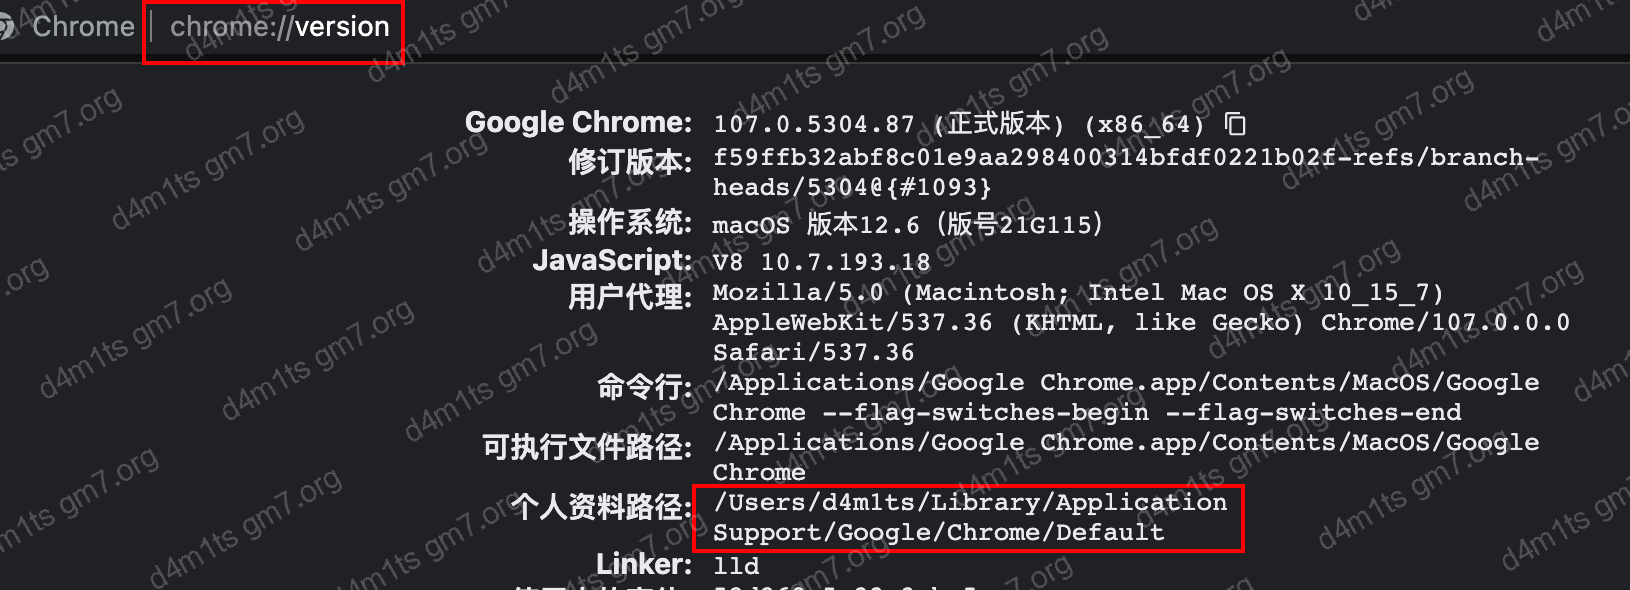 Chrome | chrome://version
Google Chrome: 107.0.5304.87 (正式版本) (x86_64)
修订版本: f59ffb32abf8c01e9aa298400314bfdf0221b02f-refs/branch-
heads/5304@{#1093}
操作系统: macOS 版本12.6（版号21G115）
JavaScript: V8 10.7.193.18
用户代理: Mozilla/5.0 (Macintosh; Intel Mac OS X 10_15_7)
AppleWebKit/537.36 (KHTML, like Gecko) Chrome/107.0.0.0
Safari/537.36
命令行: /Applications/Google Chrome.app/Contents/MacOS/Google
Chrome --flag-switches-begin --flag-switches-end
可执行文件路径: /Applications/Google Chrome.app/Contents/MacOS/Google
Chrome
个人资料路径: /Users/d4m1ts/Library/Application
Support/Google/Chrome/Default
Linker: lld
d4m1ts gm7.org